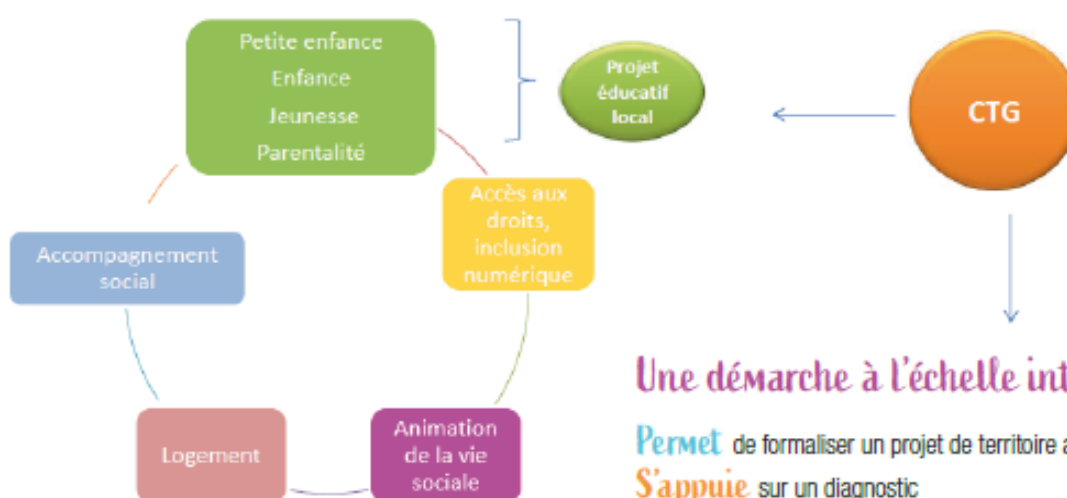 Petite enfance
Enfance
Jeunesse
Parentalité
Projet
éducatif
local
CTG
Accès aux
droits,
inclusion
numérique
Accompagnement
social
Logement
Animation
de la vie
sociale
Une démarche à l'échelle
Permet de formaliser un projet de territoire
S'appuie sur un diagnostic